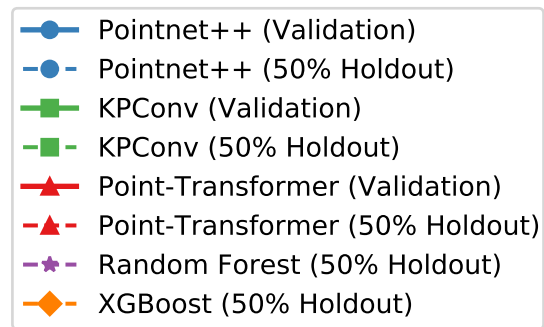 Pointnet++ (Validation)
Pointnet++ (50% Holdout)
KPConv (Validation)
KPConv (50% Holdout)
Point-Transformer (Validation)
Point-Transformer (50% Holdout)
Random Forest (50% Holdout)
XGBoost (50% Holdout)